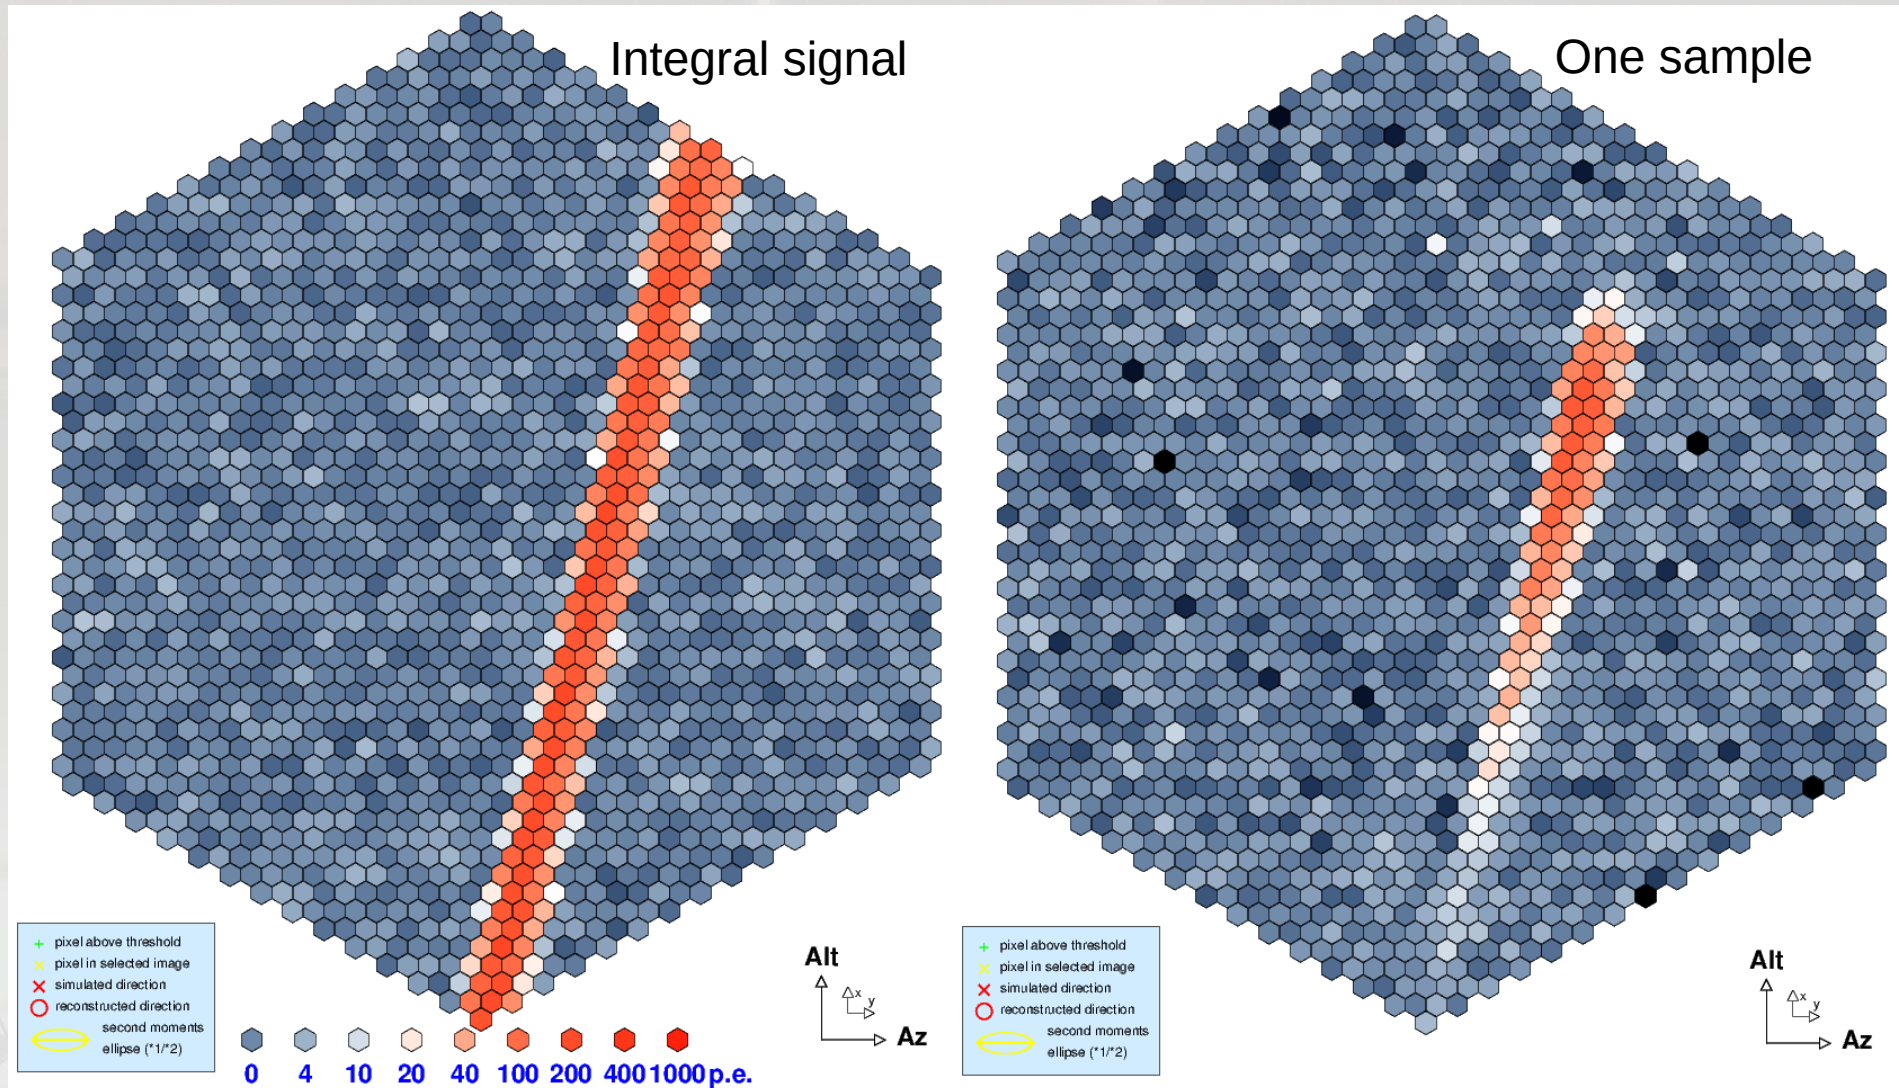 Integral signal
One sample
pixel above threshold
pixel in selected image
simulated direction
reconstructed direction
second moments
ellipse (*1/*2)
0 4 10 20 40 100 200 400 1000 p.e.
Alt
x
y
Az
pixel above threshold
pixel in selected image
simulated direction
reconstructed direction
second moments
ellipse (*1/*2)
Alt
x
y
Az